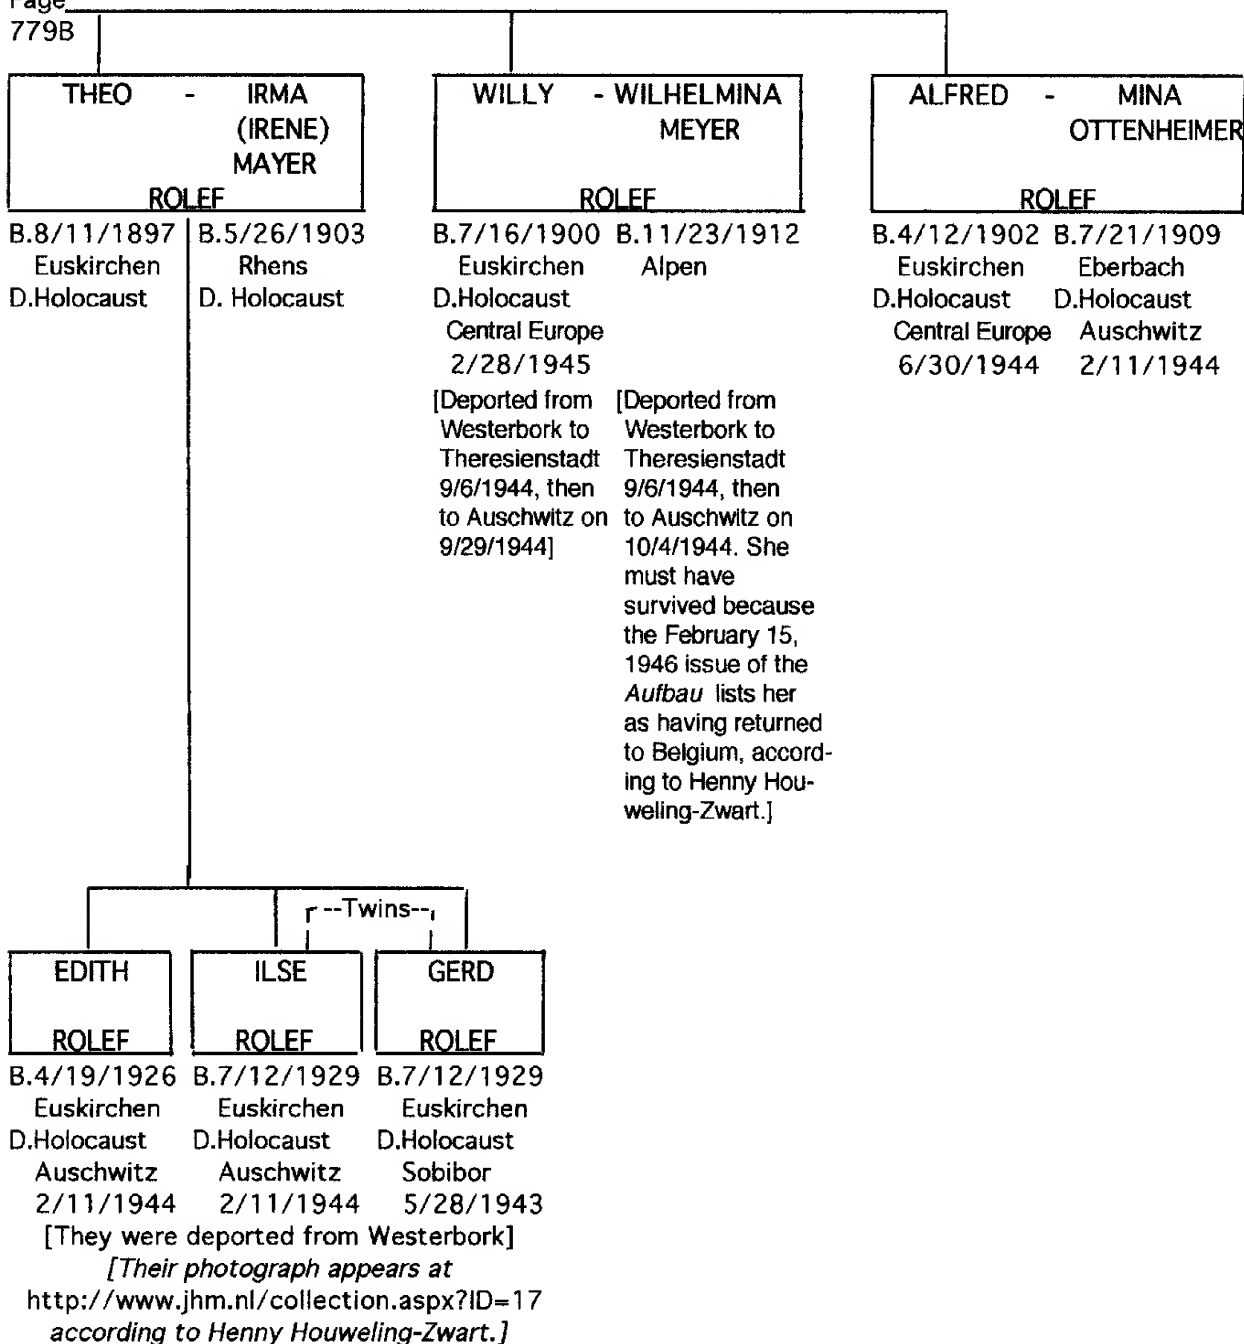 Page
779B
THEO - IRMA
(IRENE)
MAYER
ROLEF
B.8/11/1897 B.5/26/1903
Euskirchen Rhens
D.Holocaust D. Holocaust
WILLY - WILHELMINA
MEYER
ROLEF
B.7/16/1900 B.11/23/1912
Euskirchen Alpen
D.Holocaust
Central Europe
2/28/1945
[Deported from
Westerbork to
Theresienstadt
9/6/1944, then
to Auschwitz on
9/29/1944]
[Deported from
Westerbork to
Theresienstadt
9/6/1944, then
to Auschwitz on
10/4/1944. She
must have
survived because
the February 15,
1946 issue of the
Aufbau lists her
as having returned
to Belgium, accord-
ing to Henny Hou-
weling-Zwart.]
ALFRED - MINA
OTTENHEIMER
ROLEF
B.4/12/1902 B.7/21/1909
Euskirchen Eberbach
D.Holocaust D.Holocaust
Central Europe Auschwitz
6/30/1944 2/11/1944
--Twins--
EDITH
ROLEF
B.4/19/1926
Euskirchen
D.Holocaust
Auschwitz
2/11/1944
ILSE
ROLEF
B.7/12/1929
Euskirchen
D.Holocaust
Auschwitz
2/11/1944
GERD
ROLEF
B.7/12/1929
Euskirchen
D.Holocaust
Sobibor
5/28/1943
[They were deported from Westerbork]
[Their photograph appears at
http://www.jhm.nl/collection.aspx?ID=17
according to Henny Houweling-Zwart.]